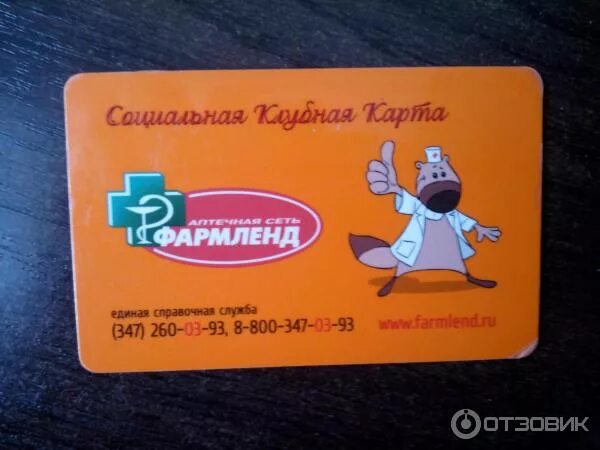 Социальная Клубная Карта
АПТЕЧНАЯ СЕТЬ
ФАРМЛЕНД
единая справочная служба
(347) 260-03-93, 8-800-347-03-93
www.farmlend.ru
ОТЗОВИК